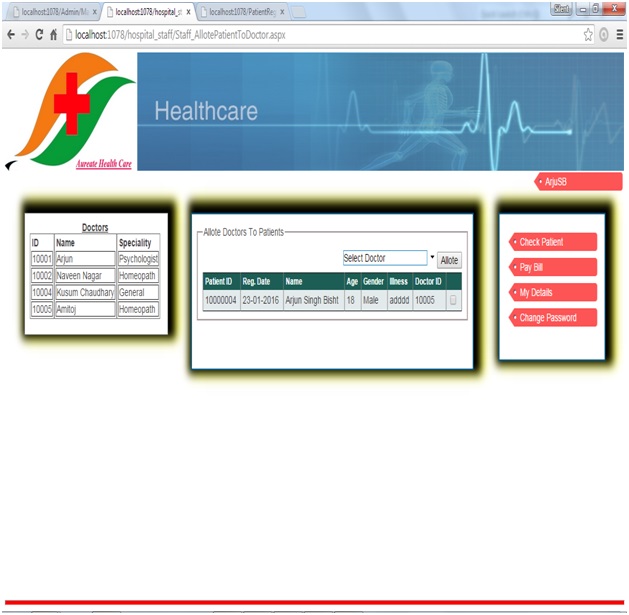 localhost:1078/Admin/Ma
localhost:1078/hospital_st
localhost:1078/PatientReg
localhost:1078/hospital_staff/Staff_AllotePatientToDoctor.aspx
Healthcare
Aureate Health Care
ArjuSB
Doctors
ID Name Speciality
10001 Arjun Psychologist
10002 Naveen Nagar Homeopath
10004 Kusum Chaudhary General
10005 Amitoj Homeopath
Allote Doctors To Patients
Select Doctor Allote
Patient ID Reg. Date Name Age Gender Illness Doctor ID
10000004 23-01-2016 Arjun Singh Bisht 18 Male adddd 10005
Check Patient
Pay Bill
My Details
Change Password